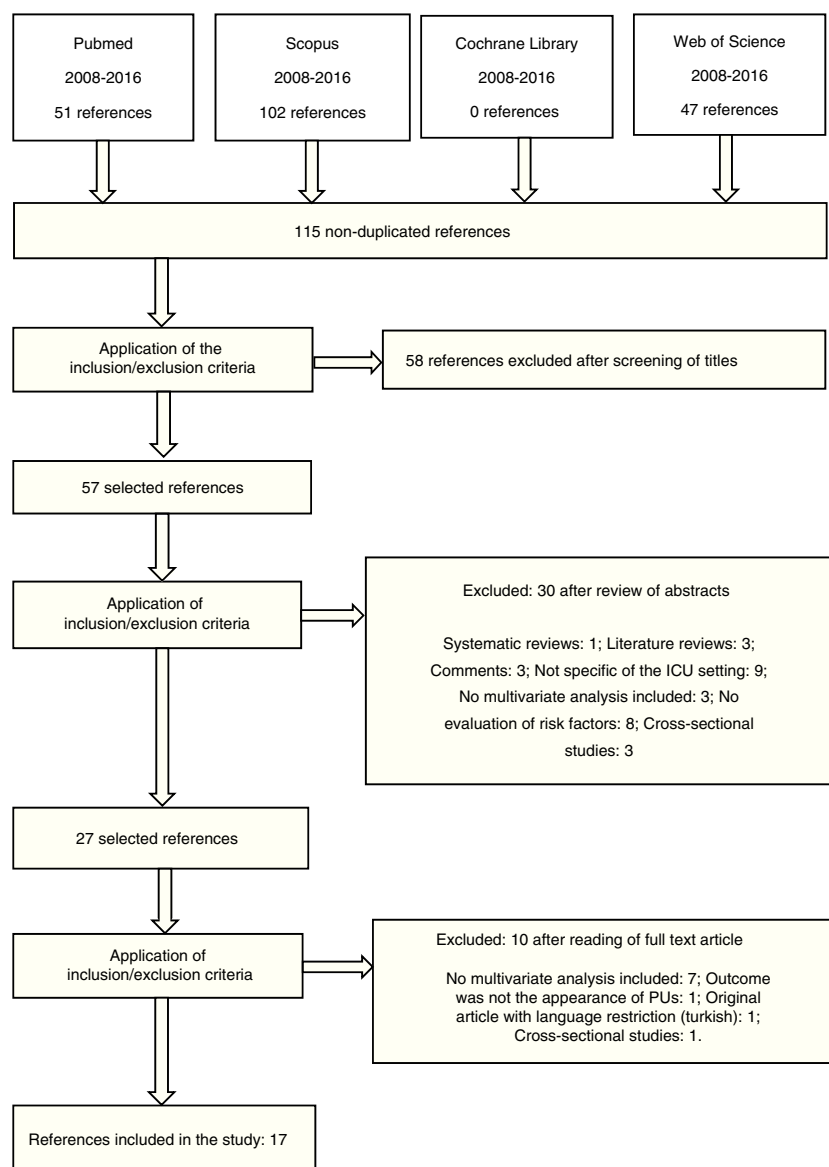 Pubmed
2008-2016
51 references
Scopus
2008-2016
102 references
Cochrane Library
2008-2016
0 references
Web of Science
2008-2016
47 references
115 non-duplicated references
Application of the
inclusion/exclusion criteria
58 references excluded after screening of titles
57 selected references
Application of
inclusion/exclusion criteria
Excluded: 30 after review of abstracts
Systematic reviews: 1; Literature reviews: 3;
Comments: 3; Not specific of the ICU setting: 9;
No multivariate analysis included: 3; No
evaluation of risk factors: 8; Cross-sectional
studies: 3
27 selected references
Application of
inclusion/exclusion criteria
Excluded: 10 after reading of full text article
No multivariate analysis included: 7; Outcome
was not the appearance of PUs: 1; Original
article with language restriction (turkish): 1;
Cross-sectional studies: 1.
References included in the study: 17